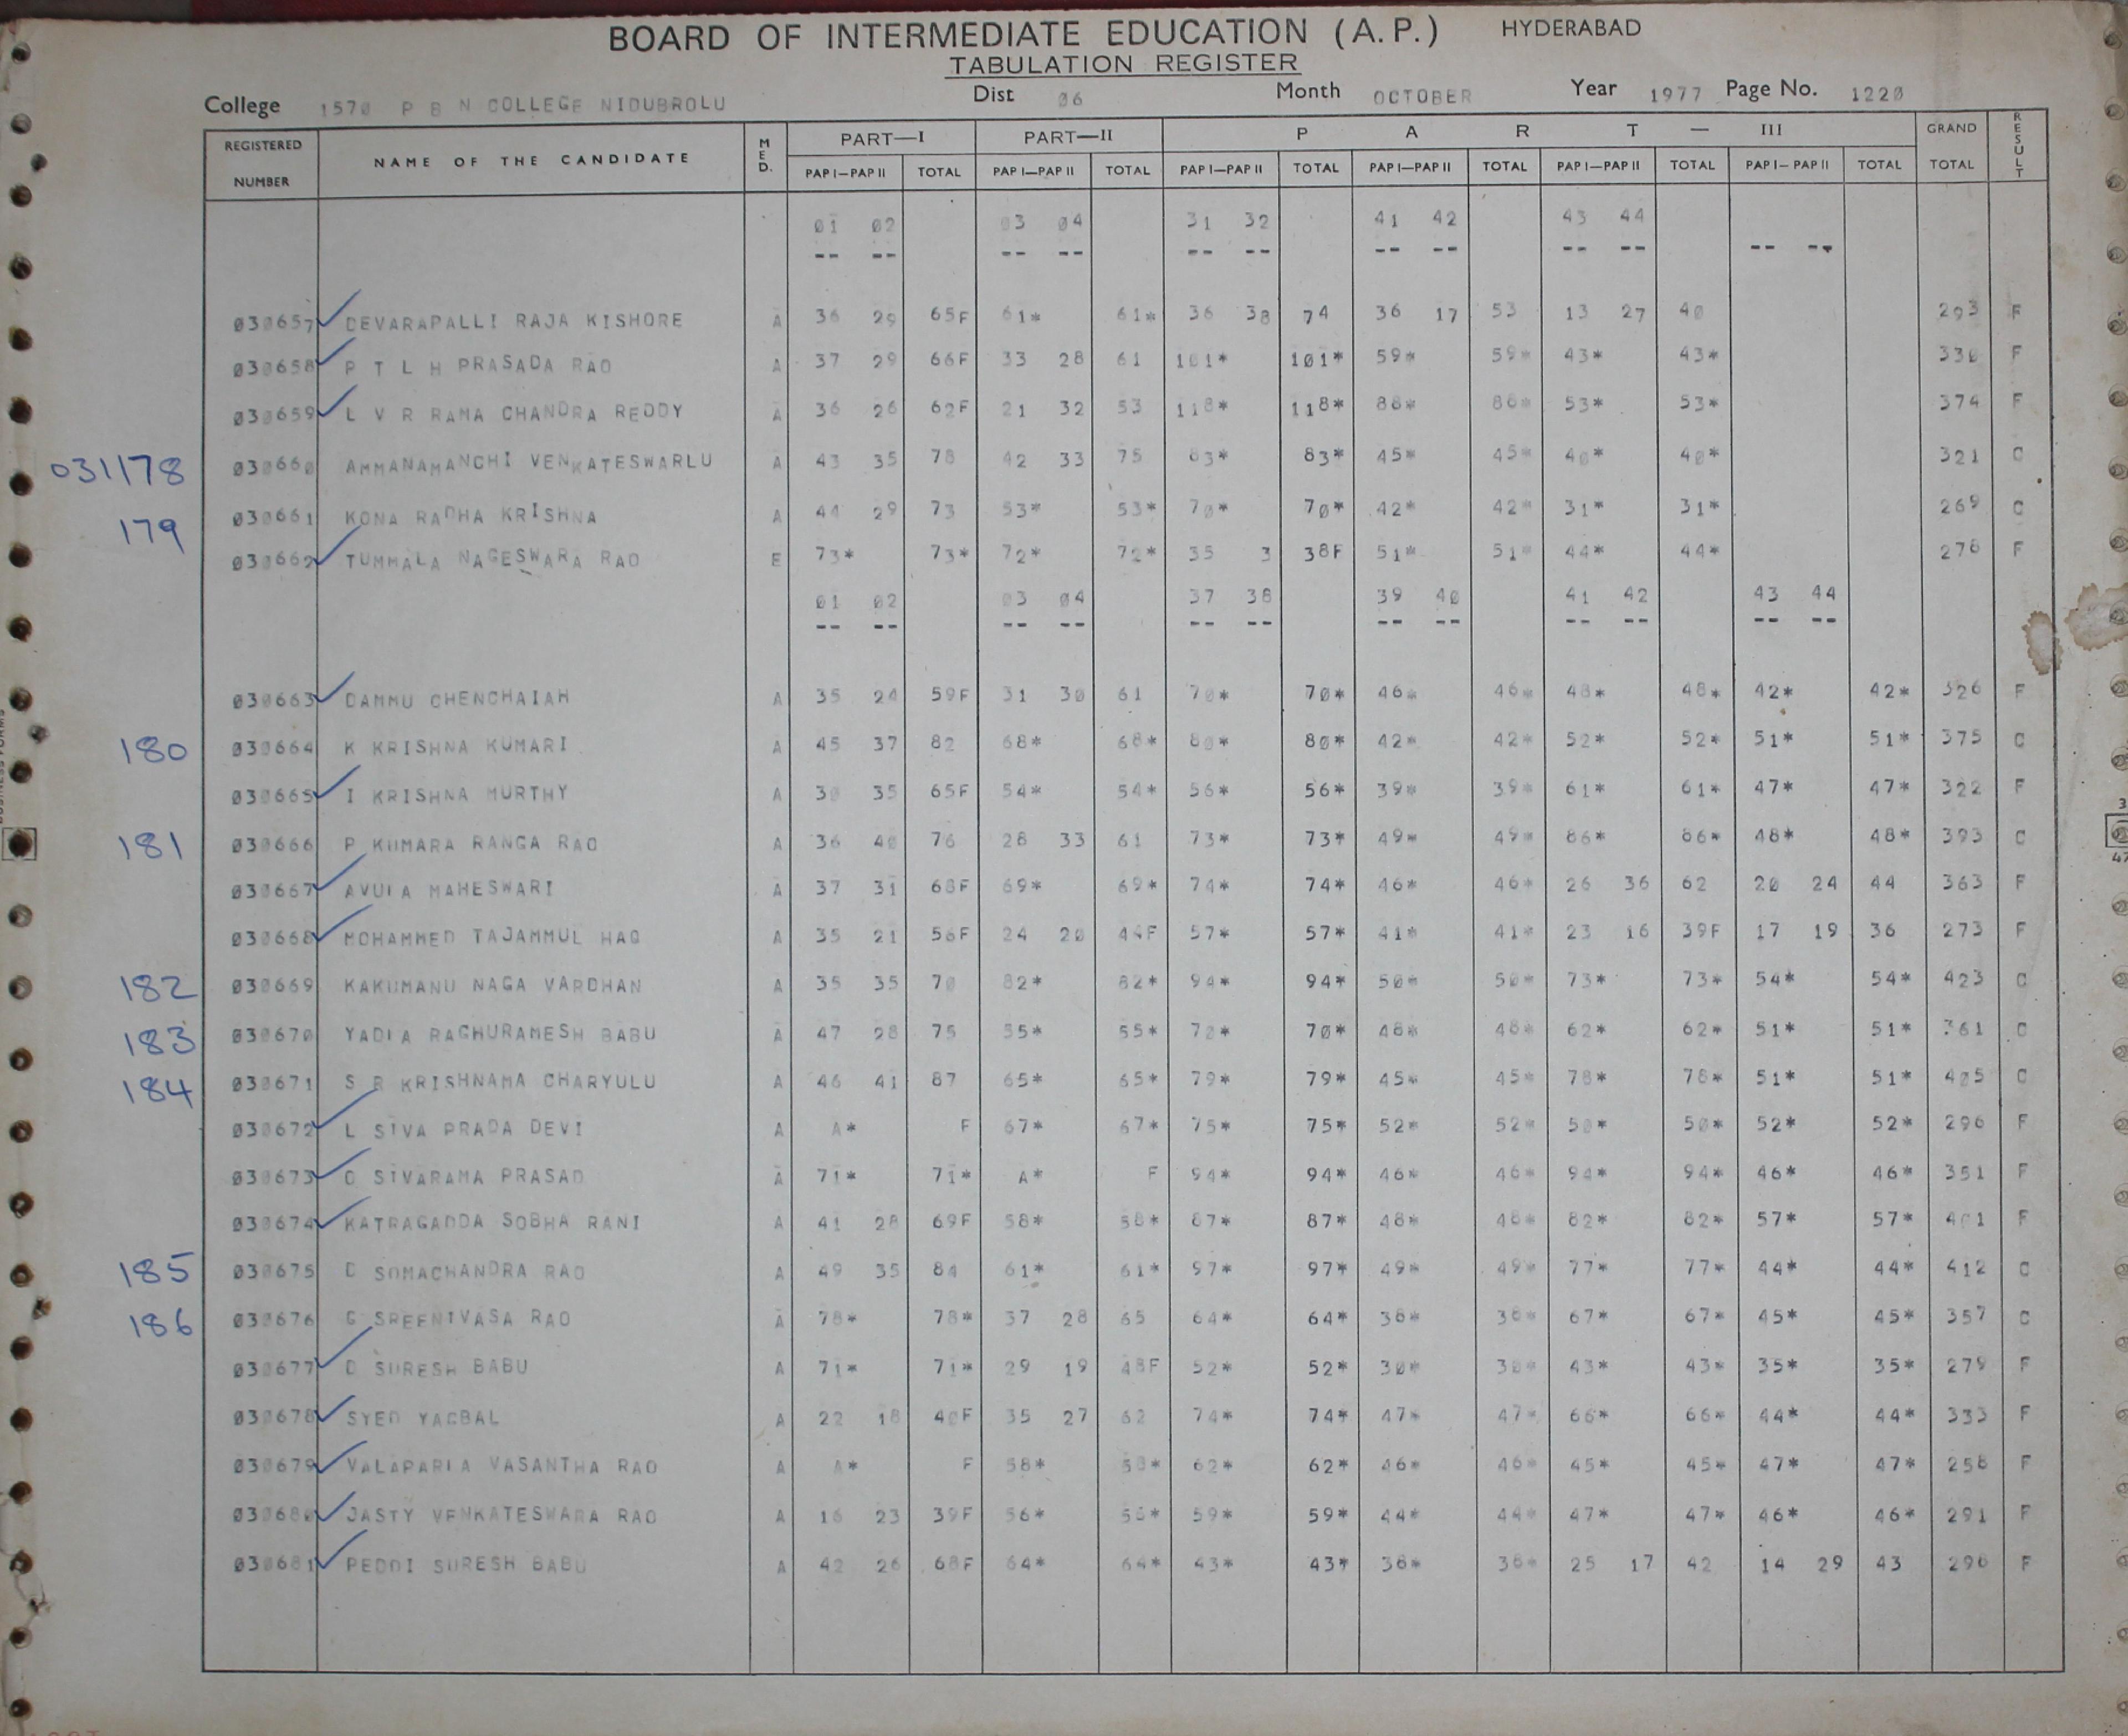 BOARD OF INTERMEDIATE EDUCATION (A.P.) HYDERABAD
TABULATION REGISTER
College 1570 P B N COLLEGE NIDUBROLU Dist 06 Month OCTOBER Year 1977 Page No. 1220
REGISTERED NUMBER NAME OF THE CANDIDATE MED. PART—I PART—II P A R T — III GRAND TOTAL RESULT
PAP I—PAP II TOTAL PAP I—PAP II TOTAL PAP I—PAP II TOTAL PAP I—PAP II TOTAL PAP I—PAP II TOTAL PAP I—PAP II TOTAL
01 02 03 04 31 32 41 42 43 44
-- -- -- -- -- -- -- -- -- -- -- --
030657 DEVARAPALLI RAJA KISHORE A 36 29 65F 61* 61* 36 38 74 36 17 53 13 27 40 293 F
030658 P T L H PRASADA RAO A 37 29 66F 33 28 61 101* 101* 59* 59* 43* 43* 330 F
030659 L V R RAMA CHANDRA REDDY A 36 26 62F 21 32 53 118* 118* 88* 88* 53* 53* 374 F
031178 030660 AMMANAMANCHI VENKATESWARLU A 43 35 78 42 33 75 83* 83* 45* 45* 40* 40* 321 C
179 030661 KONA RADHA KRISHNA A 44 29 73 53* 53* 70* 70* 42* 42* 31* 31* 269 C
030662 TUMMALA NAGESWARA RAO E 73* 73* 72* 72* 35 3 38F 51* 51* 44* 44* 278 F
01 02 03 04 37 38 39 40 41 42 43 44
-- -- -- -- -- -- -- -- -- -- -- --
030663 DAMMU CHENCHAIAH A 35 24 59F 31 30 61 70* 70* 46* 46* 48* 48* 42* 42* 326 F
180 030664 K KRISHNA KUMARI A 45 37 82 68* 68* 80* 80* 42* 42* 52* 52* 51* 51* 375 C
030665 I KRISHNA MURTHY A 30 35 65F 54* 54* 56* 56* 39* 39* 61* 61* 47* 47* 322 F
181 030666 P KUMARA RANGA RAO A 36 40 76 28 33 61 73* 73* 49* 49* 86* 86* 48* 48* 393 C
030667 AVULA MAHESWARI A 37 31 68F 69* 69* 74* 74* 46* 46* 26 36 62 20 24 44 363 F
030668 MOHAMMED TAJAMMUL HAQ A 35 21 56F 24 20 44F 57* 57* 41* 41* 23 16 39F 17 19 36 273 F
182 030669 KAKUMANU NAGA VARDHAN A 35 35 70 82* 82* 94* 94* 50* 50* 73* 73* 54* 54* 423 C
183 030670 YADLA RAGHURAMESH BABU A 47 28 75 55* 55* 70* 70* 48* 48* 62* 62* 51* 51* 361 C
184 030671 S R KRISHNAMA CHARYULU A 46 41 87 65* 65* 79* 79* 45* 45* 78* 78* 51* 51* 405 C
030672 L SIVA PRADA DEVI A A* F 67* 67* 75* 75* 52* 52* 50* 50* 52* 52* 296 F
030673 SIVARAMA PRASAD A 71* 71* A* F 94* 94* 46* 46* 94* 94* 46* 46* 351 F
030674 KATRAGADDA SOBHA RANI A 41 28 69F 58* 58* 87* 87* 48* 48* 82* 82* 57* 57* 401 F
185 030675 D SOMACHANDRA RAO A 49 35 84 61* 61* 97* 97* 49* 49* 77* 77* 44* 44* 412 C
186 030676 G SREENIVASA RAO A 78* 78* 37 28 65 64* 64* 38* 38* 67* 67* 45* 45* 357 C
030677 D SURESH BABU A 71* 71* 29 19 48F 52* 52* 30* 30* 43* 43* 35* 35* 279 F
030678 SYED YACBAL A 22 18 40F 35 27 62 74* 74* 47* 47* 66* 66* 44* 44* 333 F
030679 VALAPARLA VASANTHA RAO A A* F 58* 58* 62* 62* 46* 46* 45* 45* 47* 47* 258 F
030680 JASTY VENKATESWARA RAO A 16 23 39F 56* 56* 59* 59* 44* 44* 47* 47* 46* 46* 291 F
030681 PEDDI SURESH BABU A 42 26 68F 64* 64* 43* 43* 38* 38* 25 17 42 14 29 43 298 F